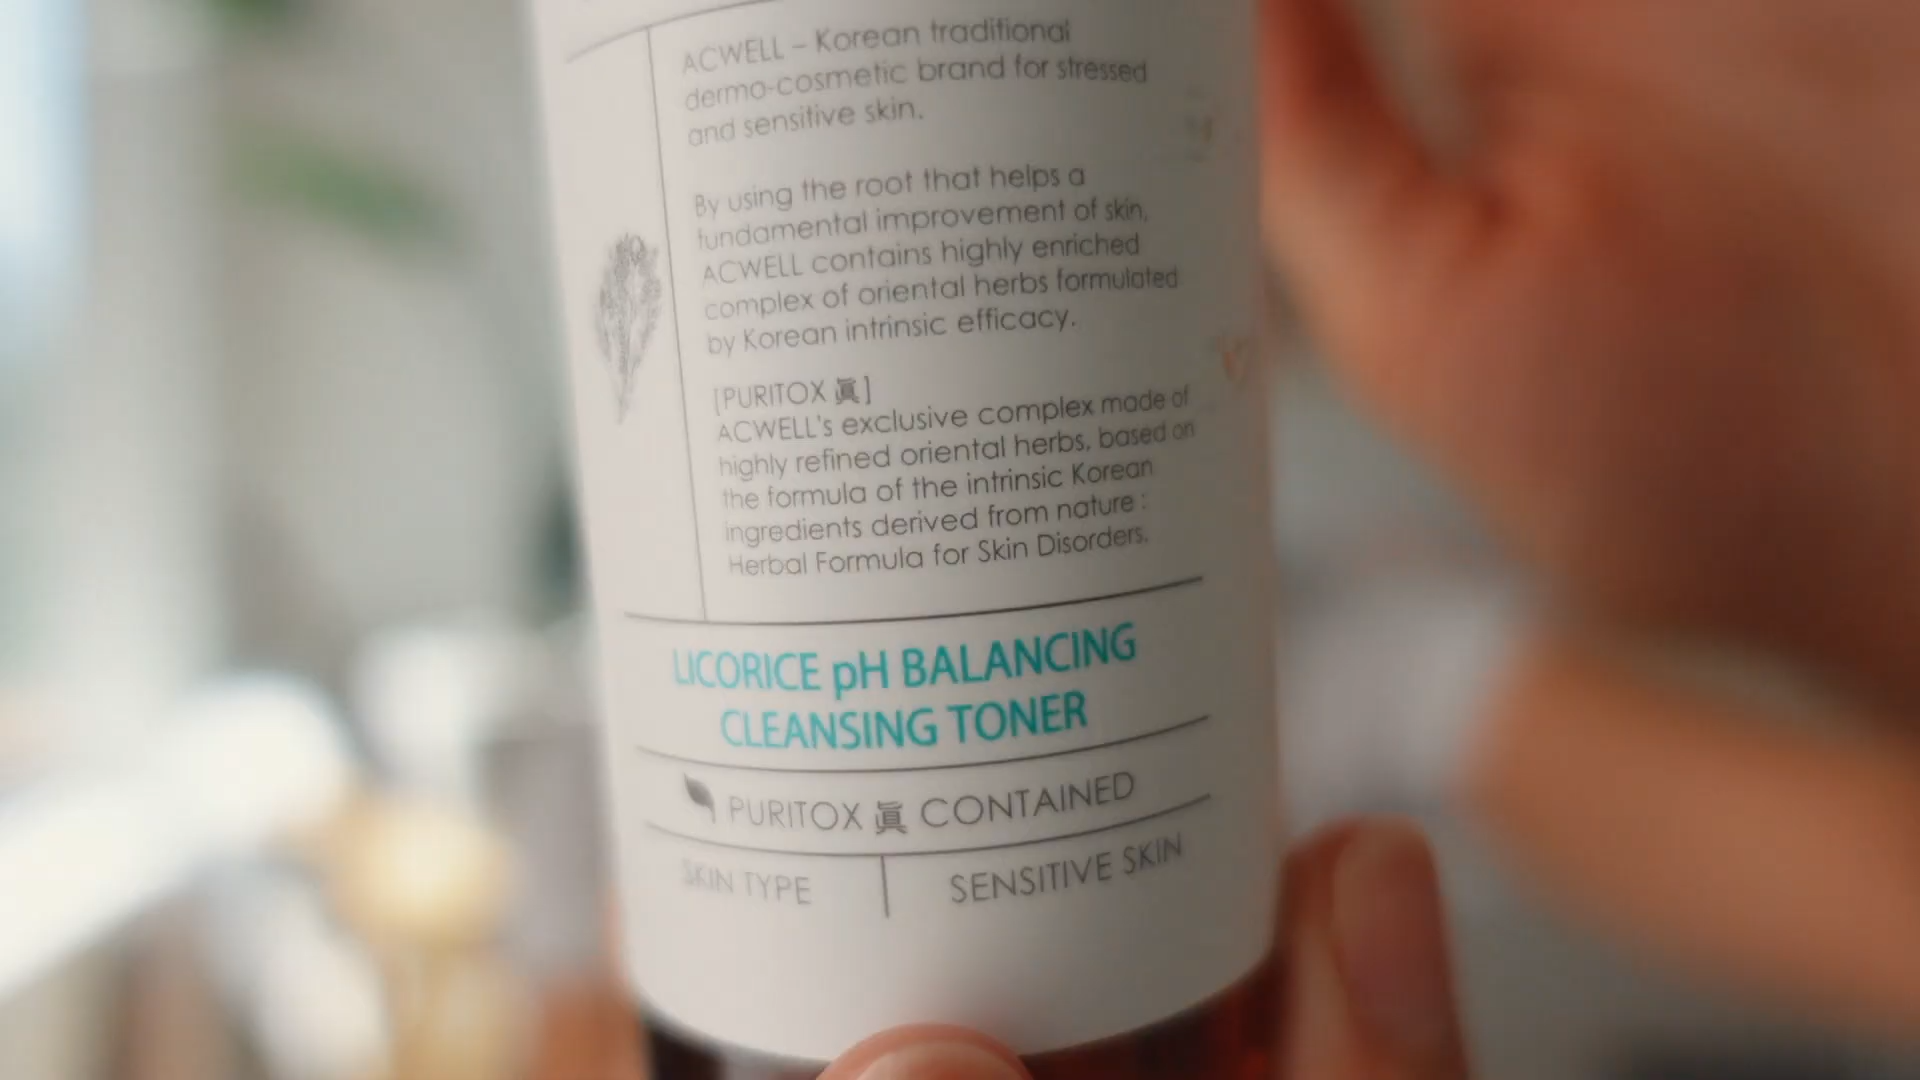 ACWELL – Korean traditional
dermo-cosmetic brand for stressed
and sensitive skin.
By using the root that helps a
fundamental improvement of skin,
ACWELL contains highly enriched
complex of oriental herbs formulated
by Korean intrinsic efficacy.
[PURITOX 眞]
ACWELL's exclusive complex made of
highly refined oriental herbs, based on
the formula of the intrinsic Korean
ingredients derived from nature :
Herbal Formula for Skin Disorders.
LICORICE pH BALANCING
CLEANSING TONER
PURITOX 眞 CONTAINED
SKIN TYPE | SENSITIVE SKIN